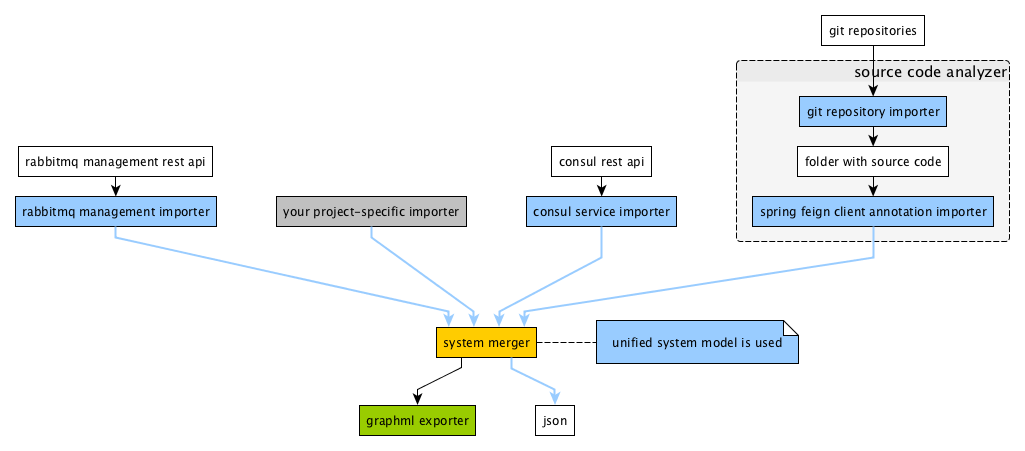 git repositories
source code analyzer
git repository importer
rabbitmq management rest api
consul rest api
folder with source code
rabbitmq management importer
your project-specific importer
consul service importer
spring feign client annotation importer
system merger
unified system model is used
graphml exporter
json